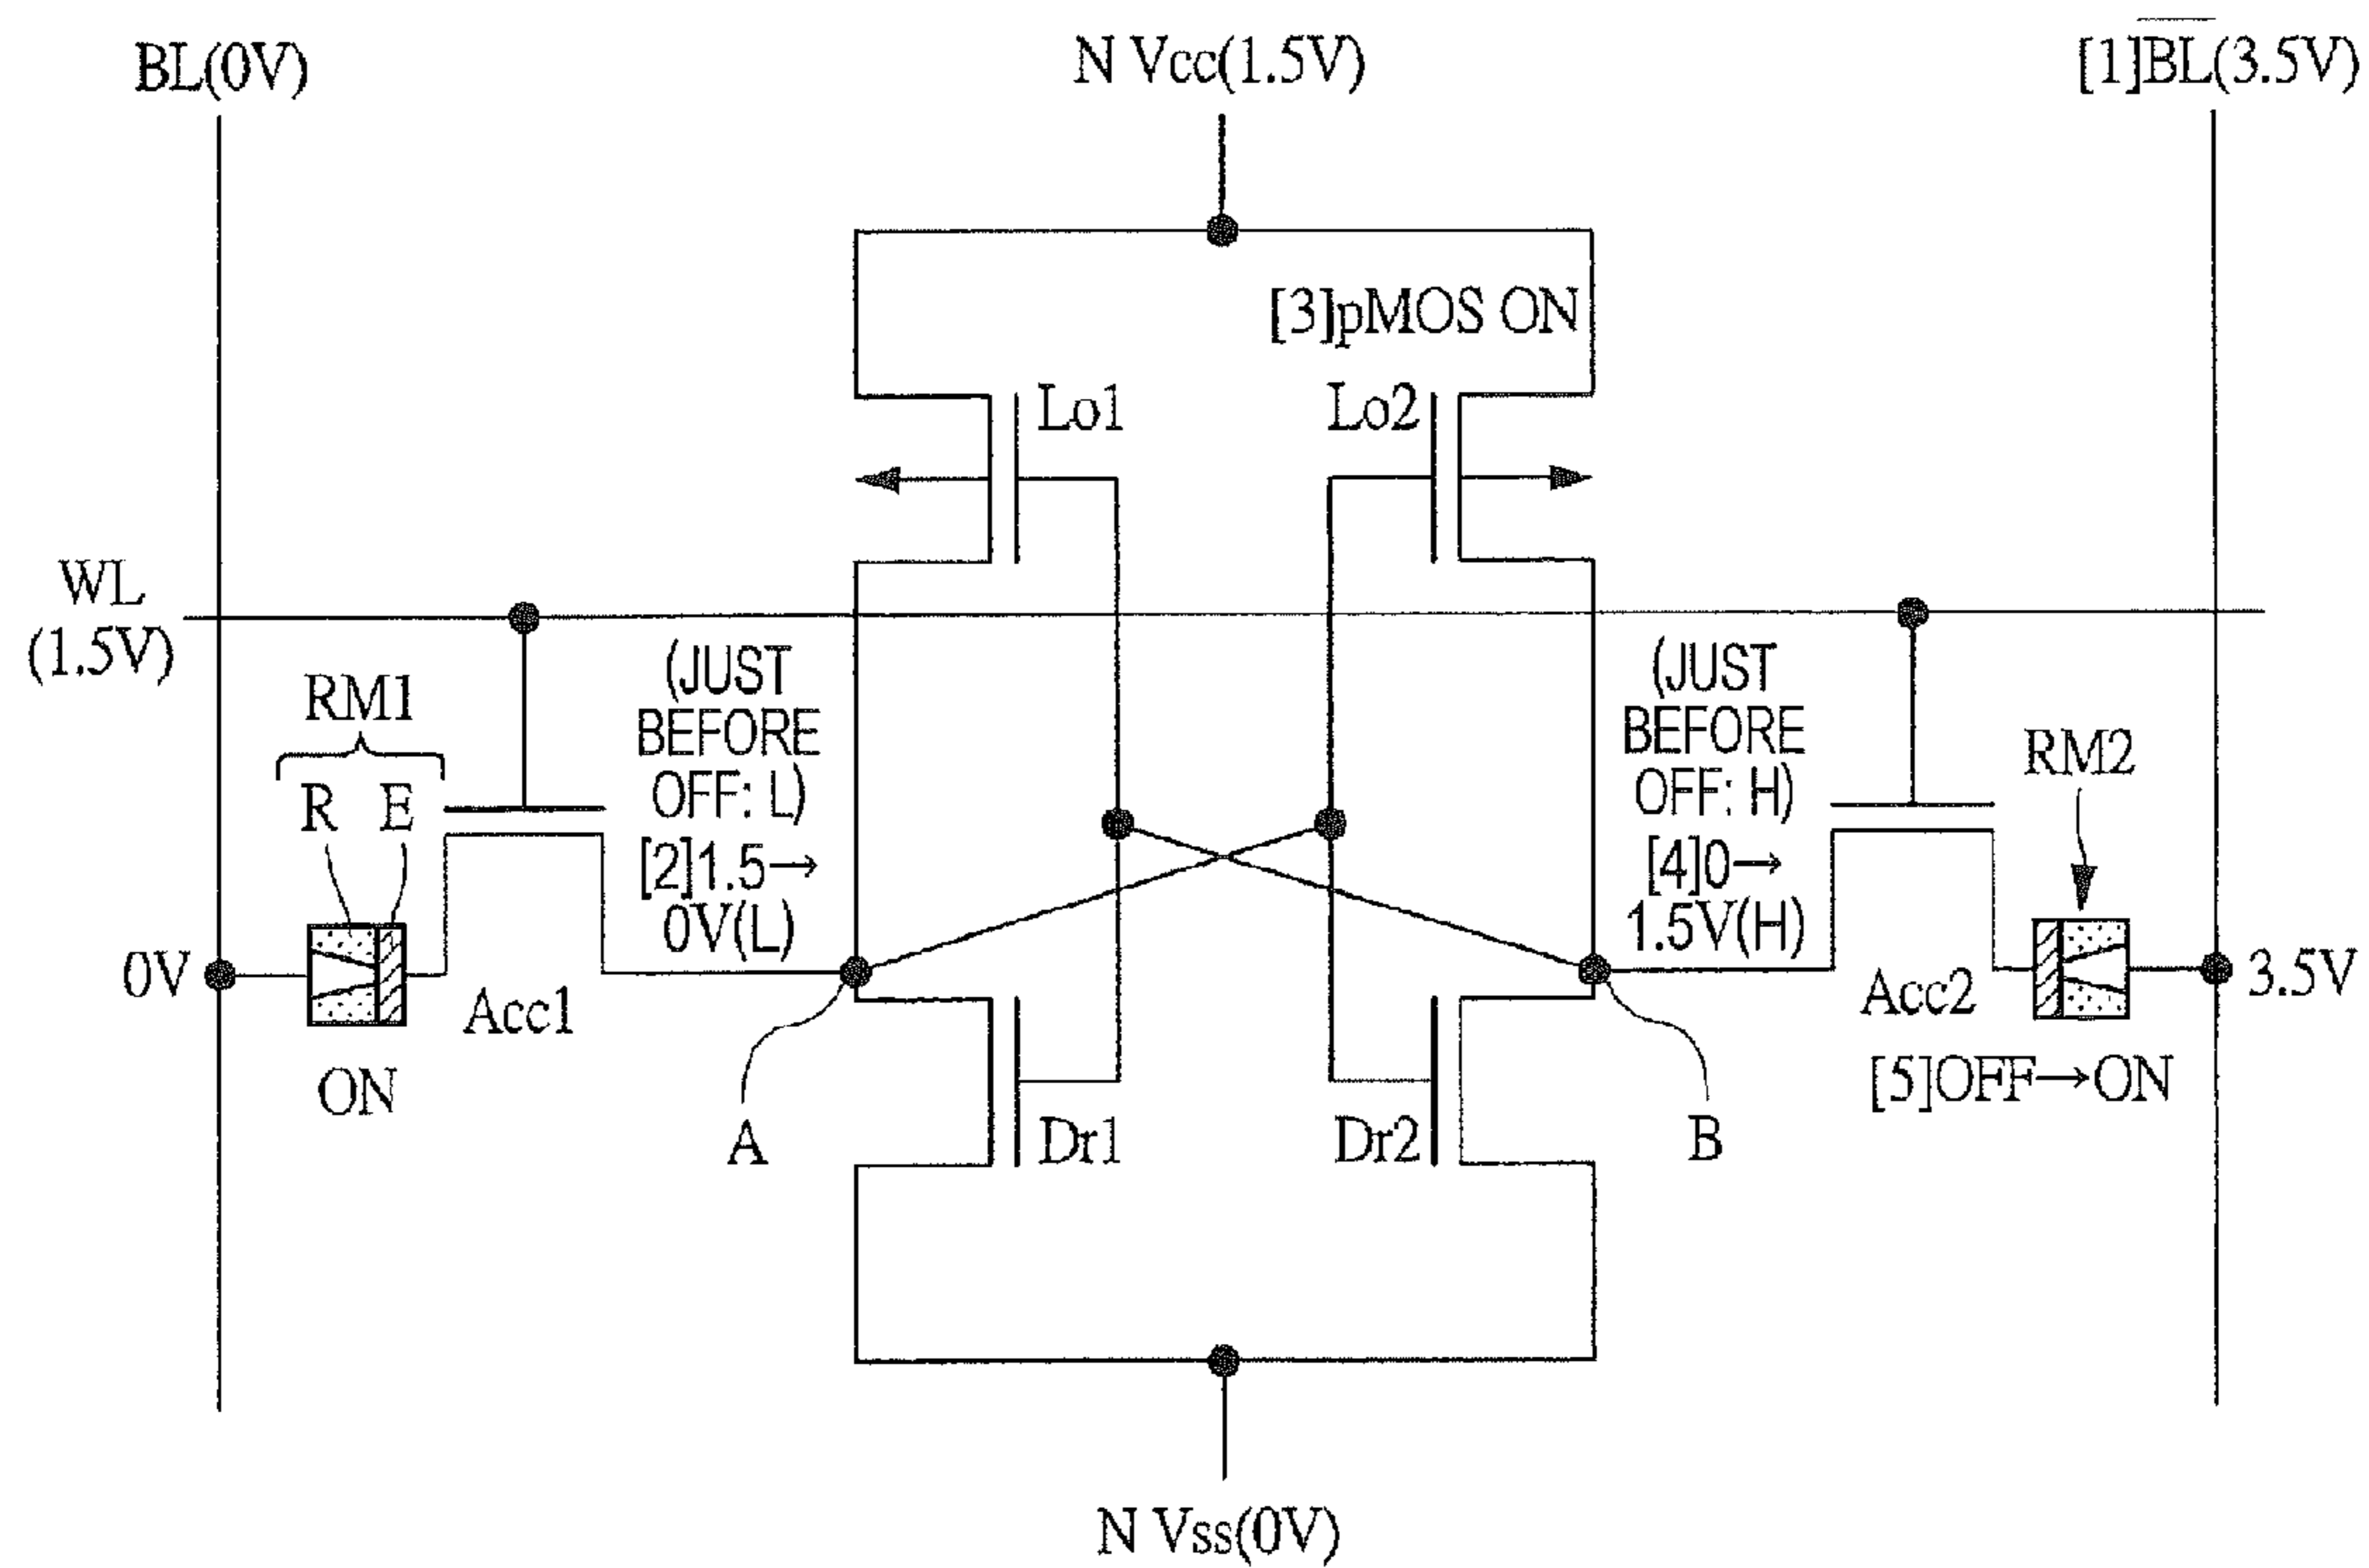 BL(0V)
N Vcc(1.5V)
[1]B̅L̅(3.5V)
[3]pMOS ON
Lo1
Lo2
WL
(1.5V)
RM1
R
E
(JUST
BEFORE
OFF: L)
[2]1.5→
0V(L)
(JUST
BEFORE
OFF: H)
[4]0→
1.5V(H)
RM2
0V
Acc1
ON
Acc2
3.5V
[5]OFF→ON
A
Dr1
Dr2
B
N Vss(0V)